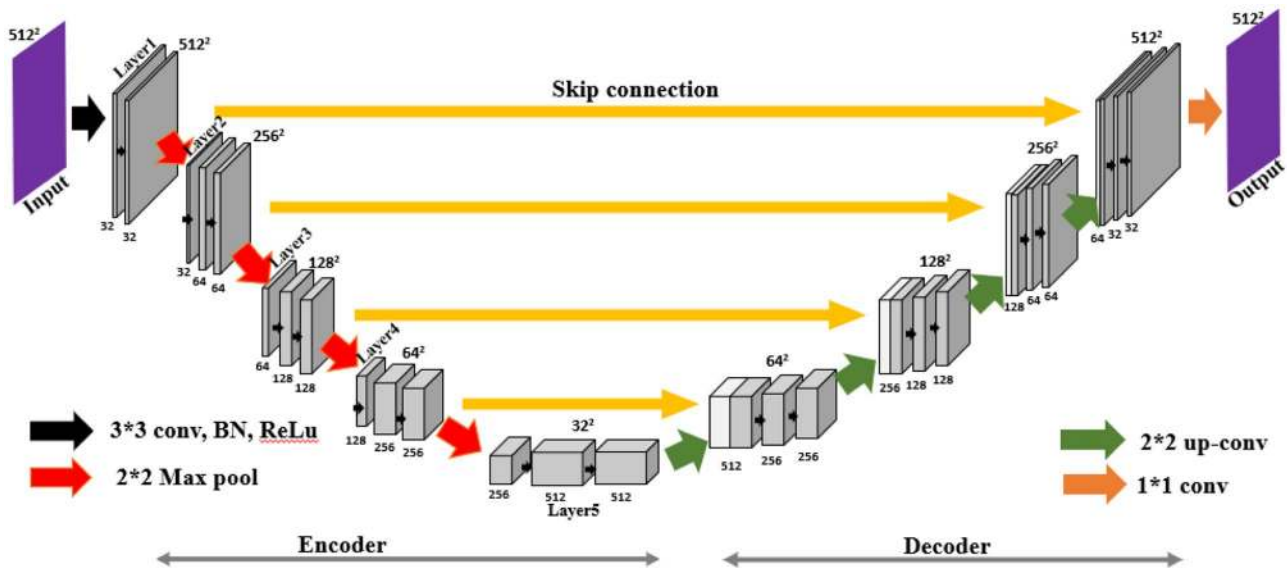 512²
Input
Layer1
512²
32
32
Layer2
256²
32
64
64
Layer3
128²
64
128
128
Layer4
64²
128
256
256
32²
256
512
512
Layer5
Skip connection
64²
512
256
256
128²
256
128
128
256²
128
64
64
512²
64
32
32
512²
Output
3*3 conv, BN, ReLu
2*2 Max pool
2*2 up-conv
1*1 conv
Encoder
Decoder